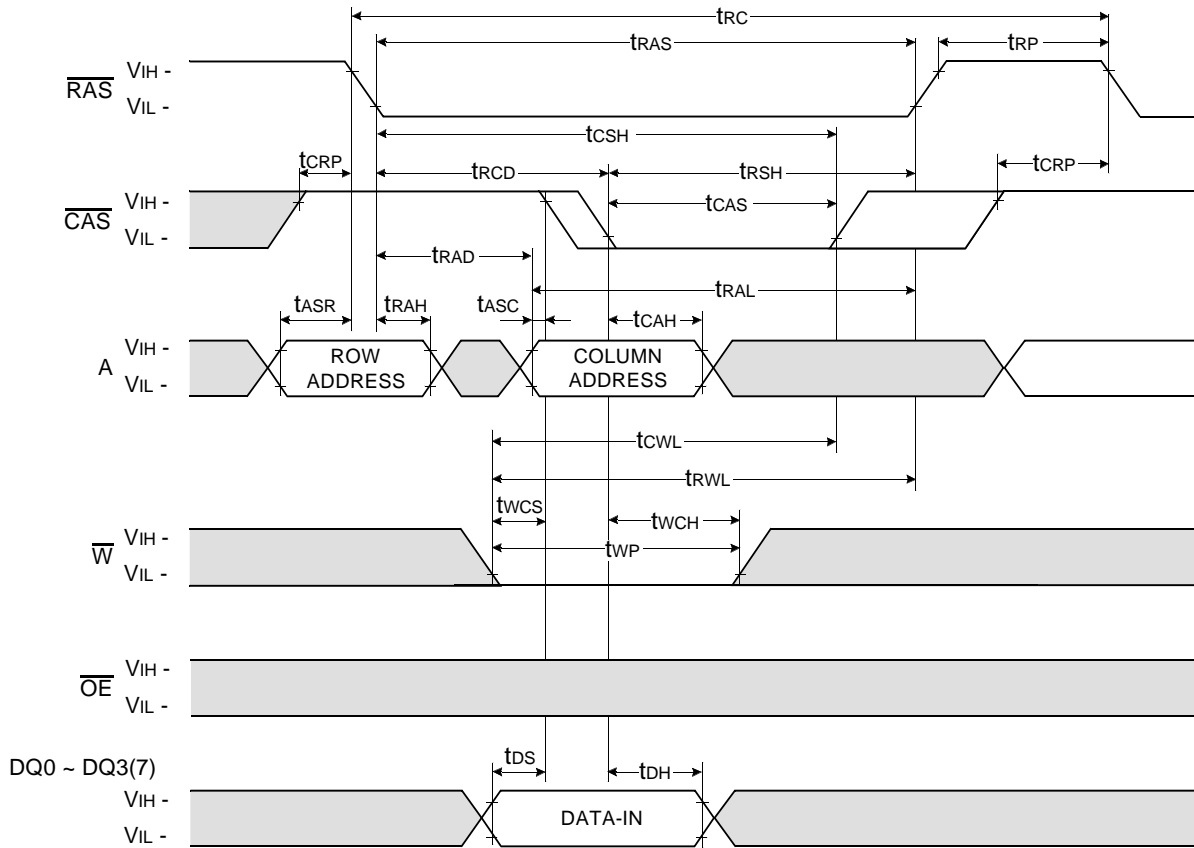 tRC
tRAS
tRP
RAS
VIH -
VIL -
tCSH
tCRP
tRCD
tRSH
tCRP
CAS
VIH -
VIL -
tCAS
tRAD
tRAL
tASR
tRAH
tASC
tCAH
A
VIH -
VIL -
ROW
ADDRESS
COLUMN
ADDRESS
tCWL
tRWL
tWCS
tWCH
W
VIH -
VIL -
tWP
OE
VIH -
VIL -
tDS
tDH
DQ0 ~ DQ3(7)
VIH -
VIL -
DATA-IN